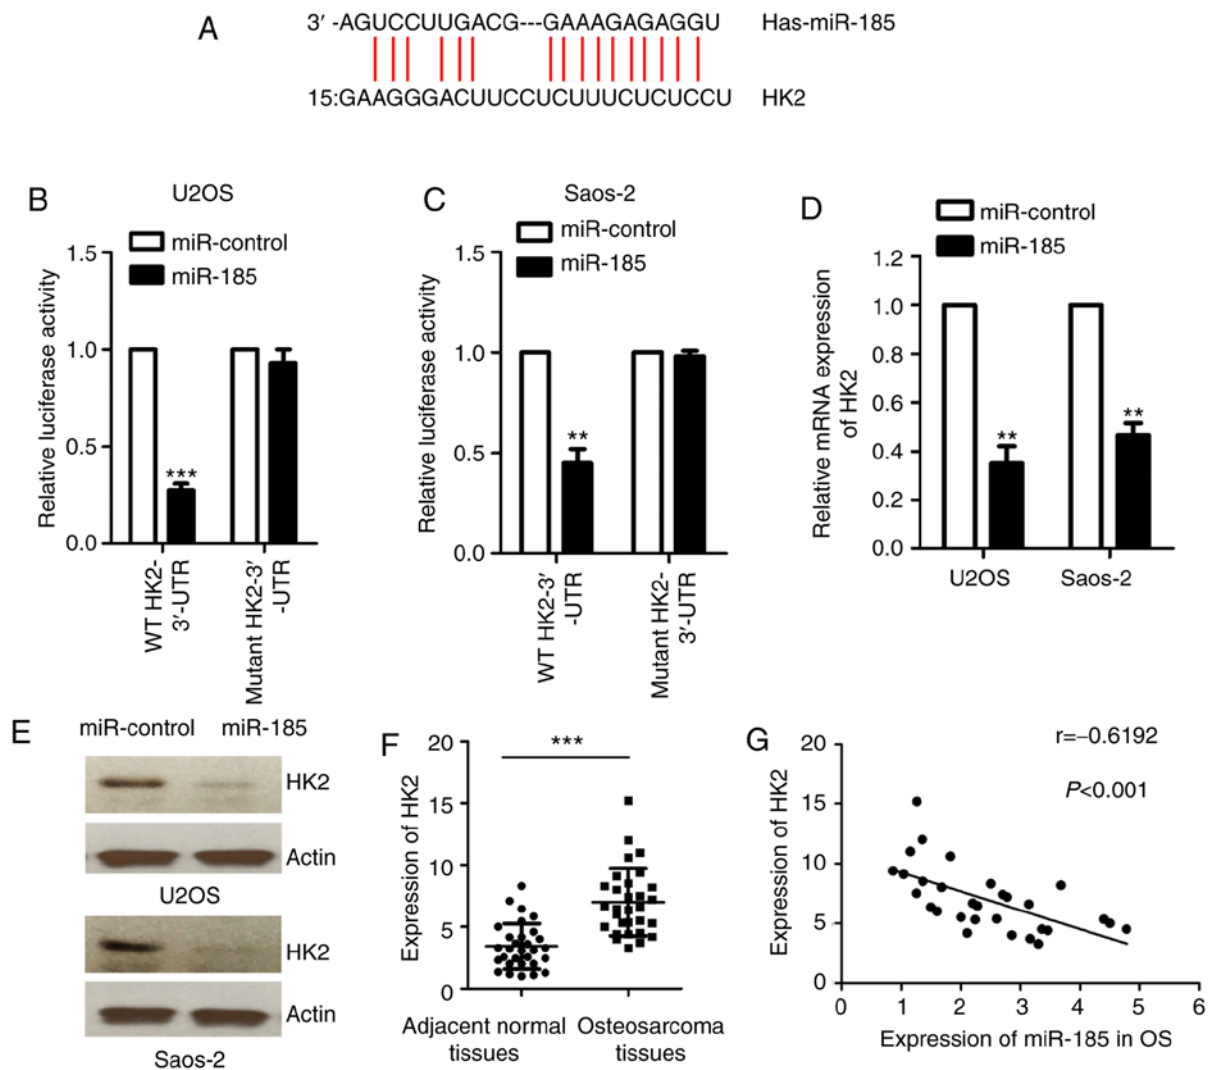 A
3′ -AGUCCUUGACG---GAAAGAGAGGU Has-miR-185
15:GAAGGGACUUCCUCUUUCUCUCCU HK2
B
U2OS
miR-control
miR-185
Relative luciferase activity
1.5
1.0
0.5
0.0
***
WT HK2-
3′-UTR
Mutant HK2-3′
-UTR
C
Saos-2
miR-control
miR-185
Relative luciferase activity
1.5
1.0
0.5
0.0
**
WT HK2-3′
-UTR
Mutant HK2-
3′-UTR
D
miR-control
miR-185
Relative mRNA expression
of HK2
1.2
1.0
0.8
0.6
0.4
0.2
0.0
**
**
U2OS Saos-2
E
miR-control miR-185
HK2
Actin
U2OS
HK2
Actin
Saos-2
F
Expression of HK2
20
15
10
5
0
***
Adjacent normal
tissues
Osteosarcoma
tissues
G
r=−0.6192
P<0.001
Expression of HK2
20
15
10
5
0
0 1 2 3 4 5 6
Expression of miR-185 in OS